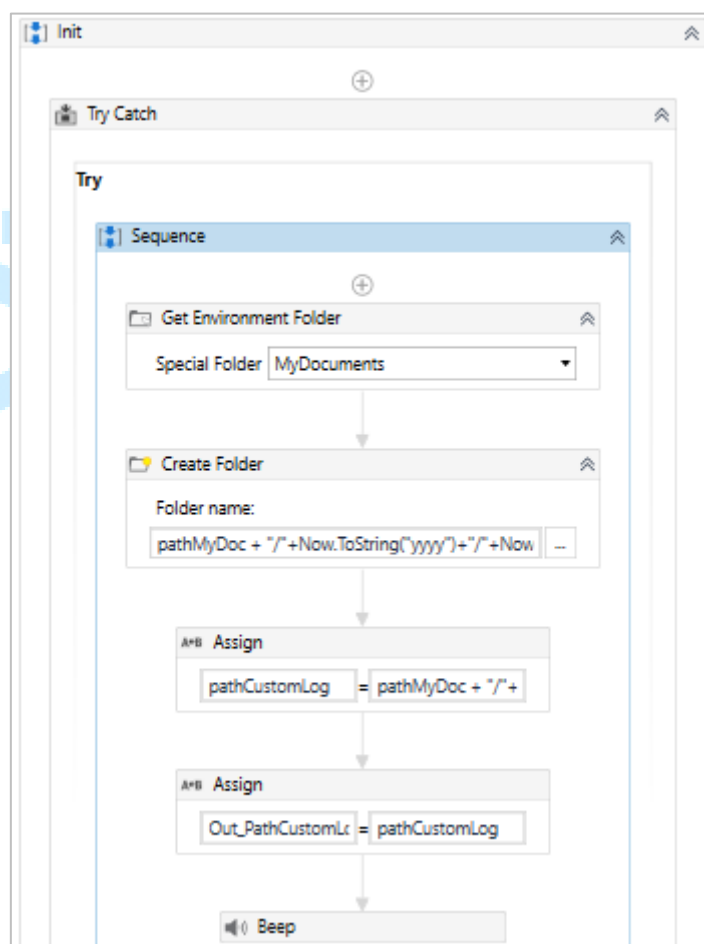 Init
Try Catch
Try
Sequence
Get Environment Folder
Special Folder MyDocuments
Create Folder
Folder name:
pathMyDoc + "/"+Now.ToString("yyyy")+"/"+Now ...
A+B Assign
pathCustomLog = pathMyDoc + "/"+
A+B Assign
Out_PathCustomLo = pathCustomLog
Beep